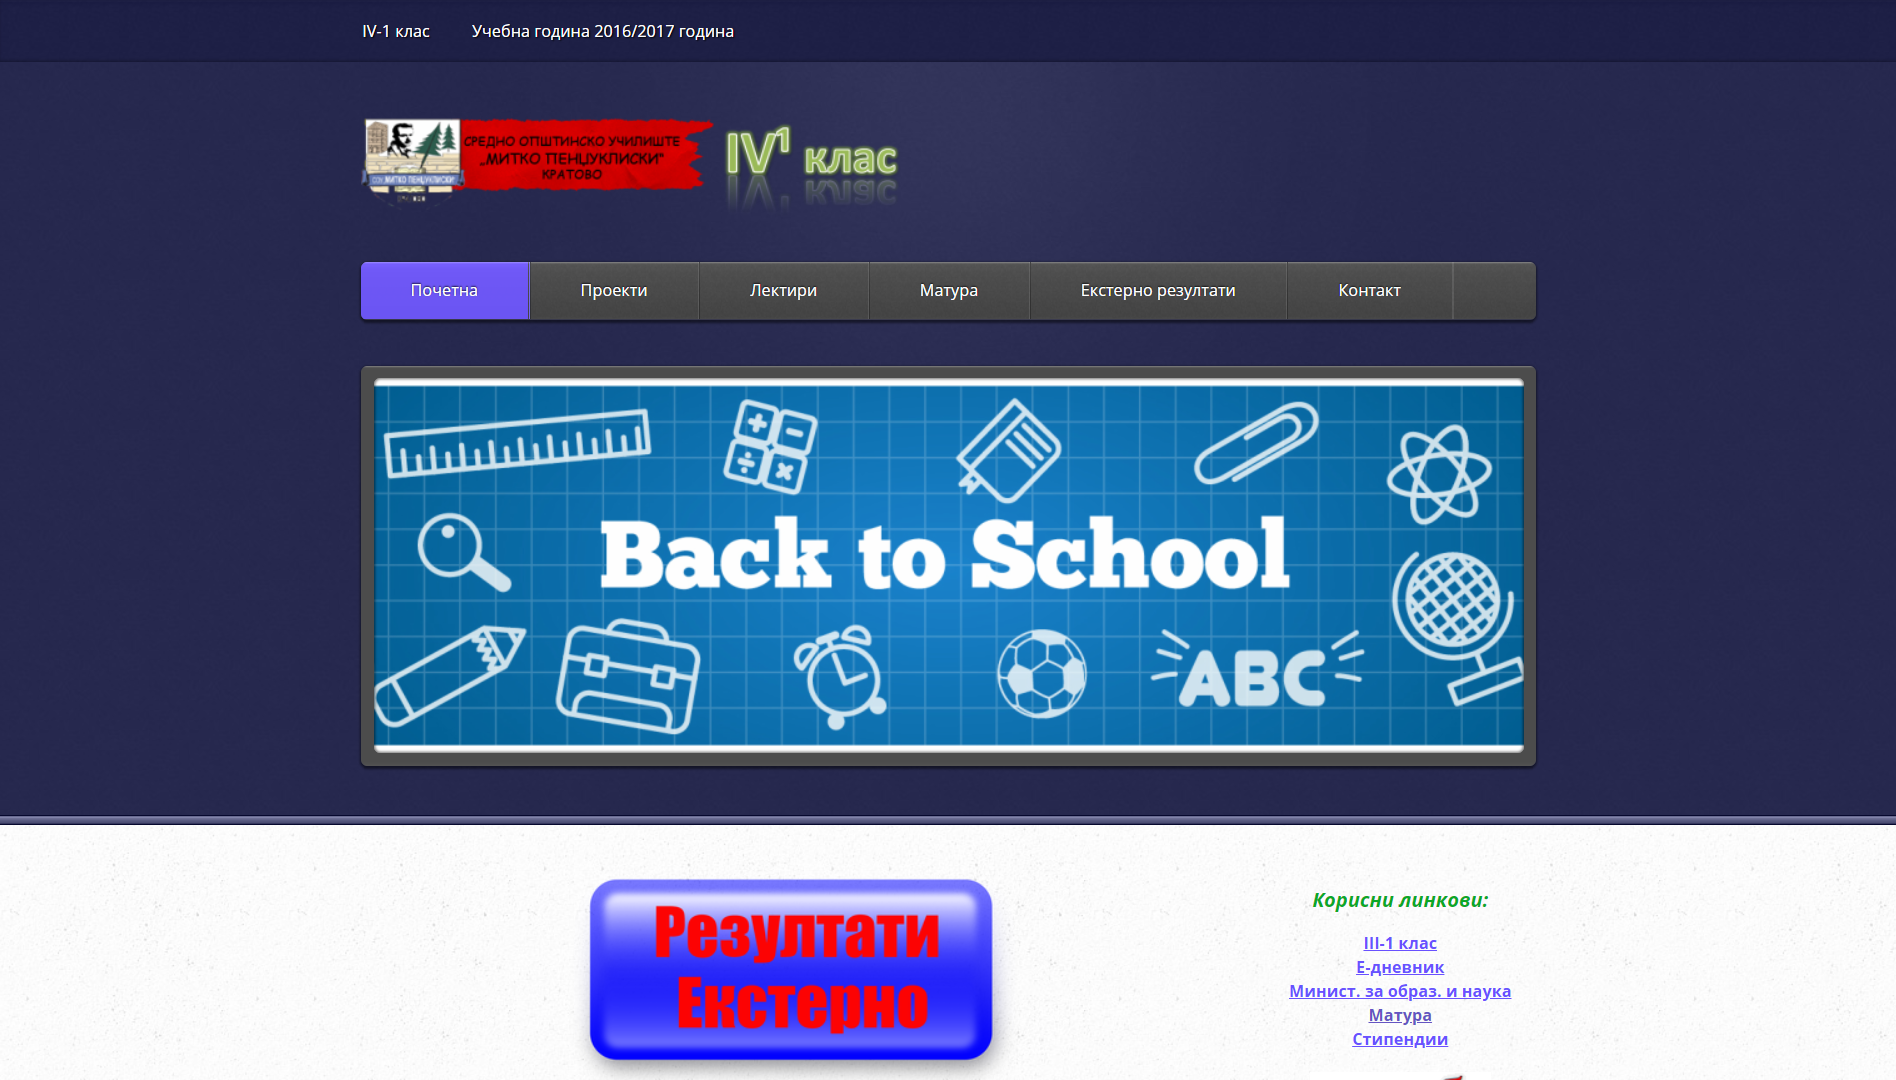 IV-1 клас
Учебна година 2016/2017 година
СРЕДНО ОПШТИНСКО УЧИЛИШТЕ
„МИТКО ПЕНЏУКЛИСКИ“
КРАТОВО
СОУ „МИТКО ПЕНЏУКЛИСКИ“
IV¹ клас
Почетна
Проекти
Лектири
Матура
Екстерно резултати
Контакт
Back to School
ABC
Резултати
Екстерно
Корисни линкови:
III-1 клас
Е-дневник
Минист. за образ. и наука
Матура
Стипендии